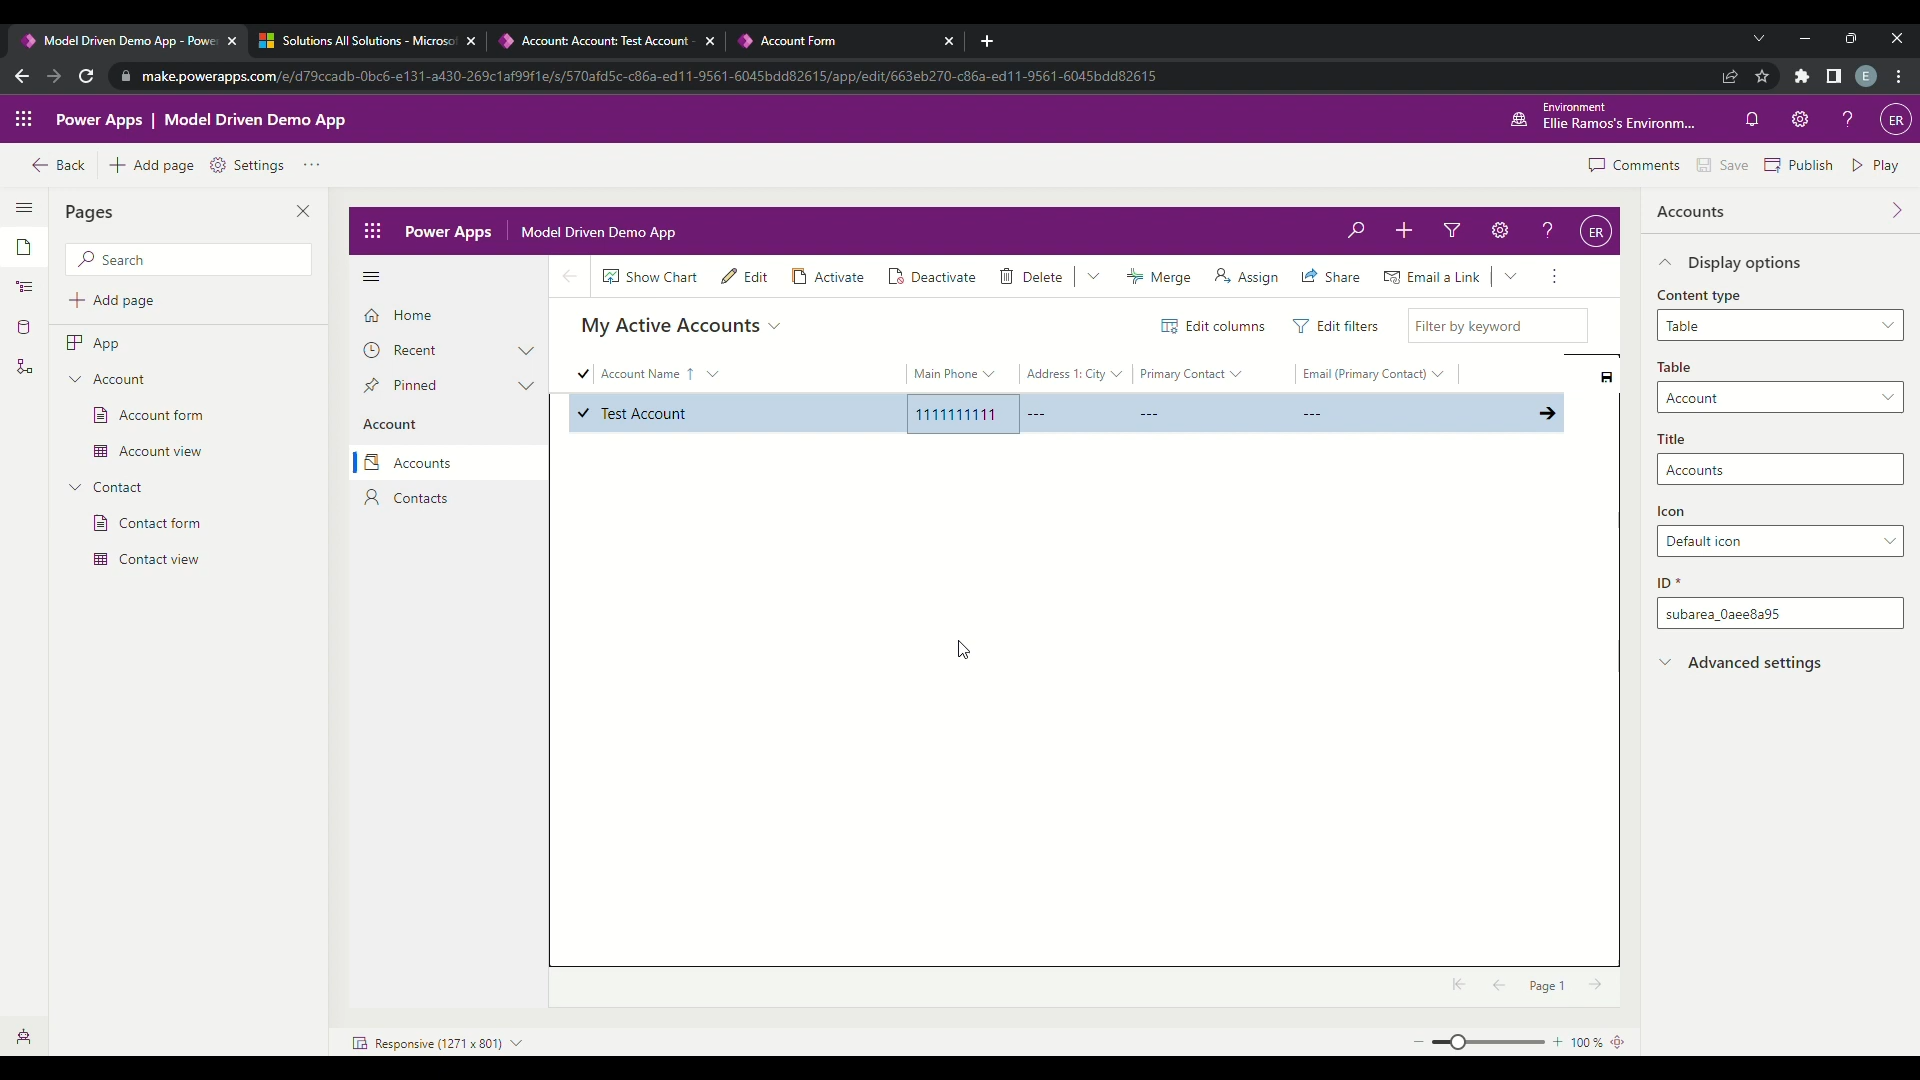 Model Driven Demo App - Powe
Solutions All Solutions - Microso
Account: Account: Test Account -
Account Form
make.powerapps.com/e/d79ccadb-0bc6-e131-a430-269c1af99f1e/s/570afd5c-c86a-ed11-9561-6045bdd82615/app/edit/663eb270-c86a-ed11-9561-6045bdd82615
E
Power Apps | Model Driven Demo App
Environment
Ellie Ramos's Environm...
ER
Back
Add page
Settings
Comments
Save
Publish
Play
Pages
Search
Add page
App
Account
Account form
Account view
Contact
Contact form
Contact view
Power Apps
Model Driven Demo App
ER
Home
Recent
Pinned
Account
Accounts
Contacts
Show Chart
Edit
Activate
Deactivate
Delete
Merge
Assign
Share
Email a Link
My Active Accounts
Edit columns
Edit filters
Filter by keyword
Account Name
Main Phone
Address 1: City
Primary Contact
Email (Primary Contact)
Test Account
1111111111
---
---
---
Page 1
Responsive (1271 x 801)
100 %
Accounts
Display options
Content type
Table
Table
Account
Title
Accounts
Icon
Default icon
ID *
subarea_0aee8a95
Advanced settings